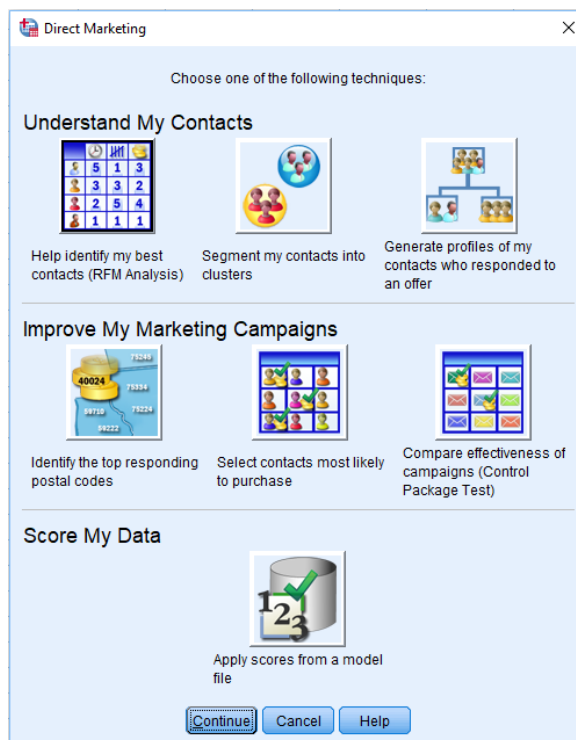 Direct Marketing
Choose one of the following techniques:
Understand My Contacts
5 1 3
3 3 2
2 5 4
1 1 1
Help identify my best
contacts (RFM Analysis)
Segment my contacts into
clusters
Generate profiles of my
contacts who responded to
an offer
Improve My Marketing Campaigns
75245
40024
75334
59710
75224
59222
Identify the top responding
postal codes
Select contacts most likely
to purchase
Compare effectiveness of
campaigns (Control
Package Test)
Score My Data
123
Apply scores from a model
file
Continue
Cancel
Help